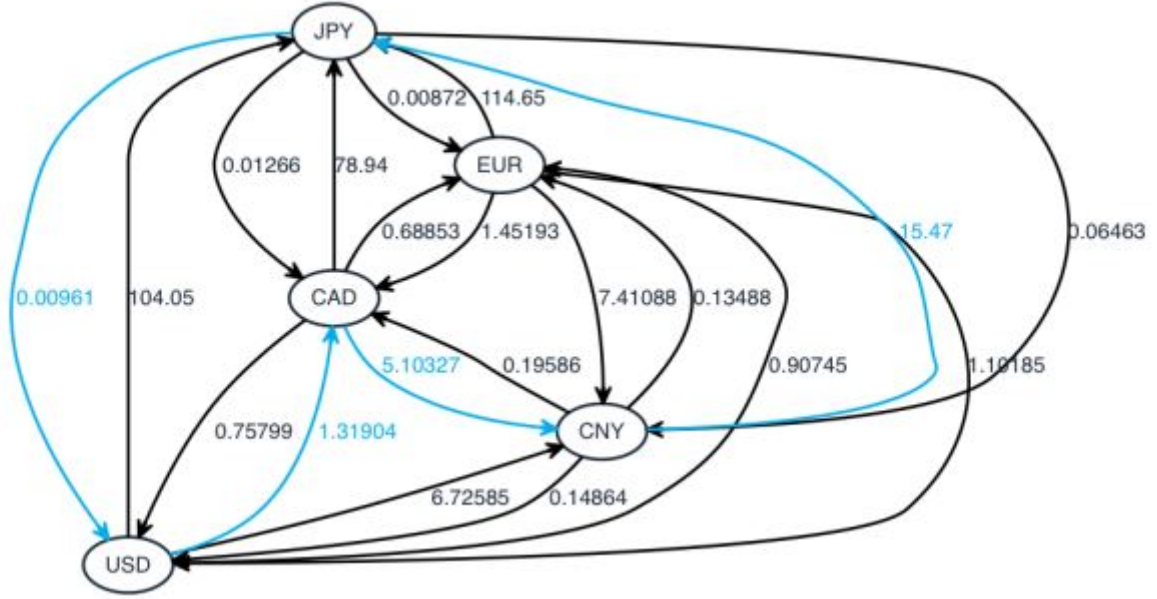 JPY
0.00872 114.65
0.01266 78.94 EUR
0.68853 1.45193 15.47 0.06463
0.00961 104.05 CAD 7.41088 0.13488
5.10327 0.19586 0.90745 1.10185
0.75799 1.31904 CNY
6.72585 0.14864
USD